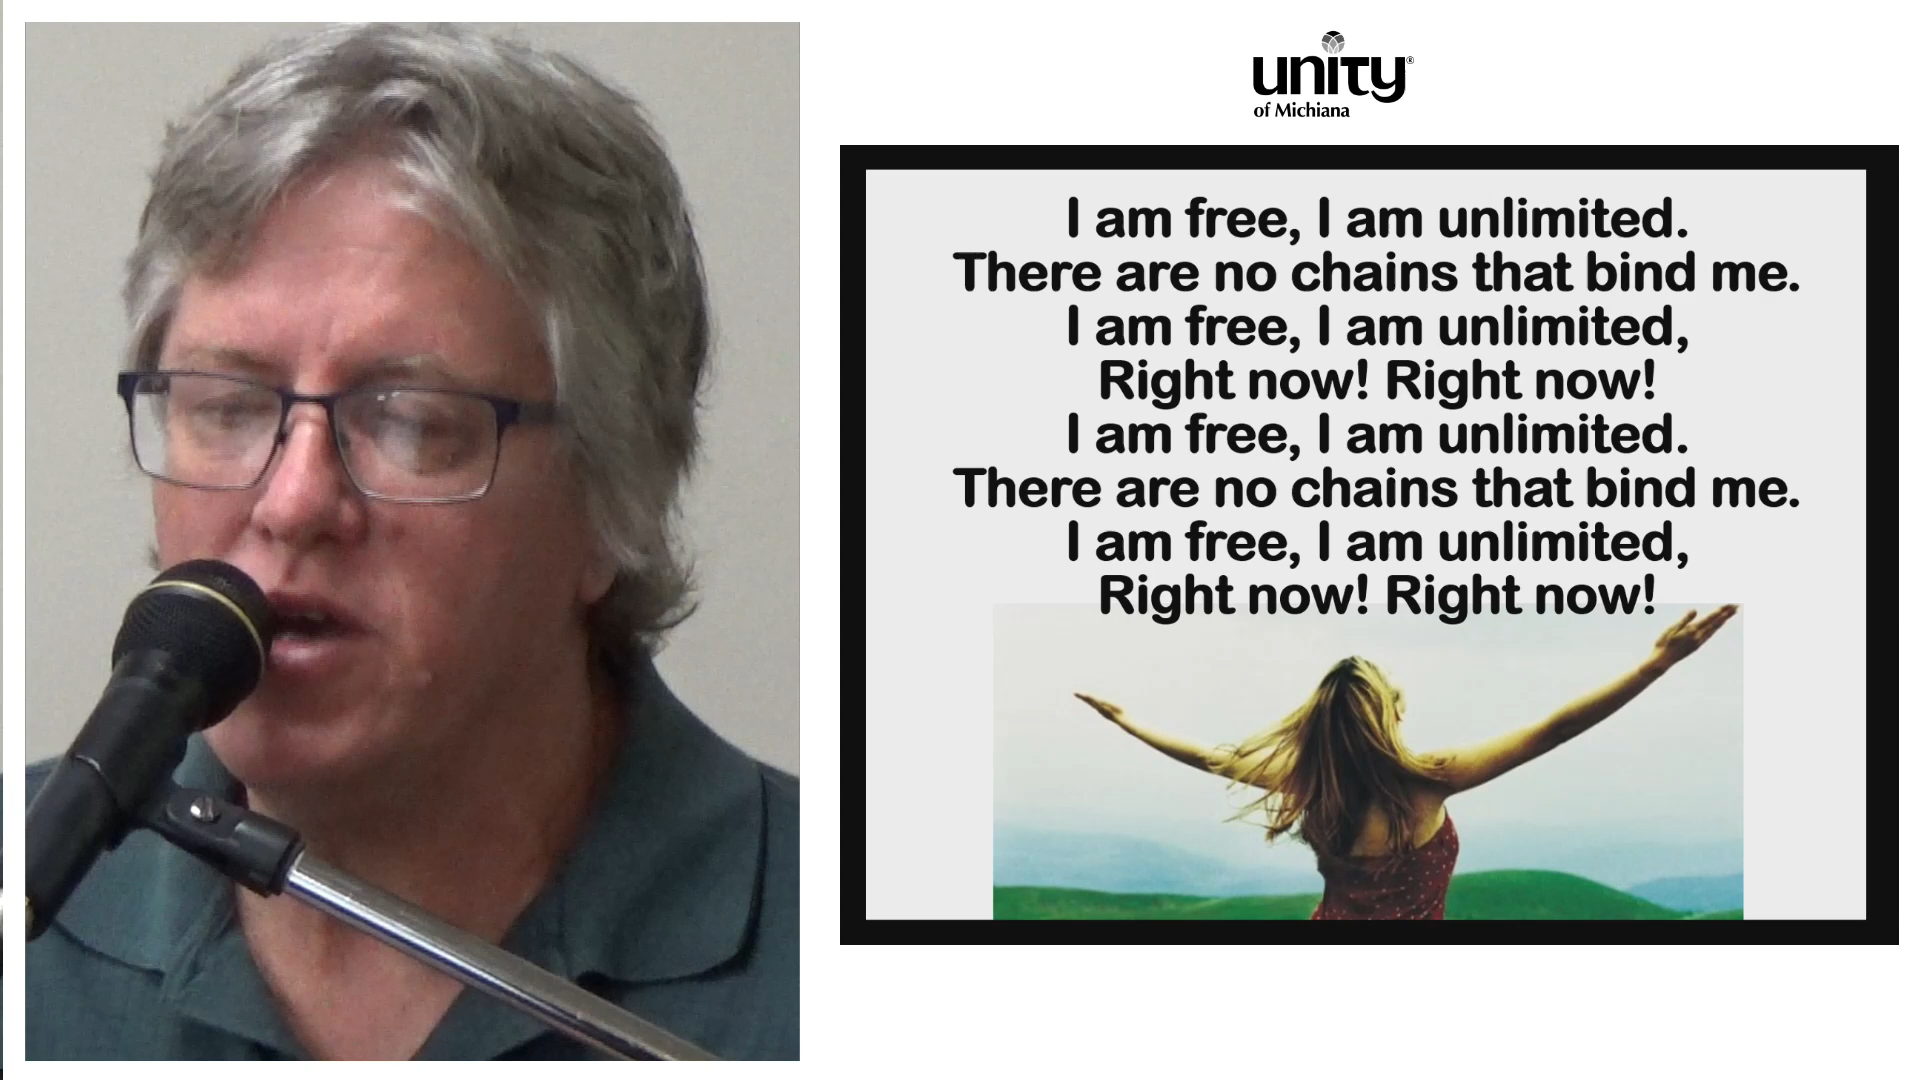 unity®
of Michiana
I am free, I am unlimited.
There are no chains that bind me.
I am free, I am unlimited,
Right now! Right now!
I am free, I am unlimited.
There are no chains that bind me.
I am free, I am unlimited,
Right now! Right now!